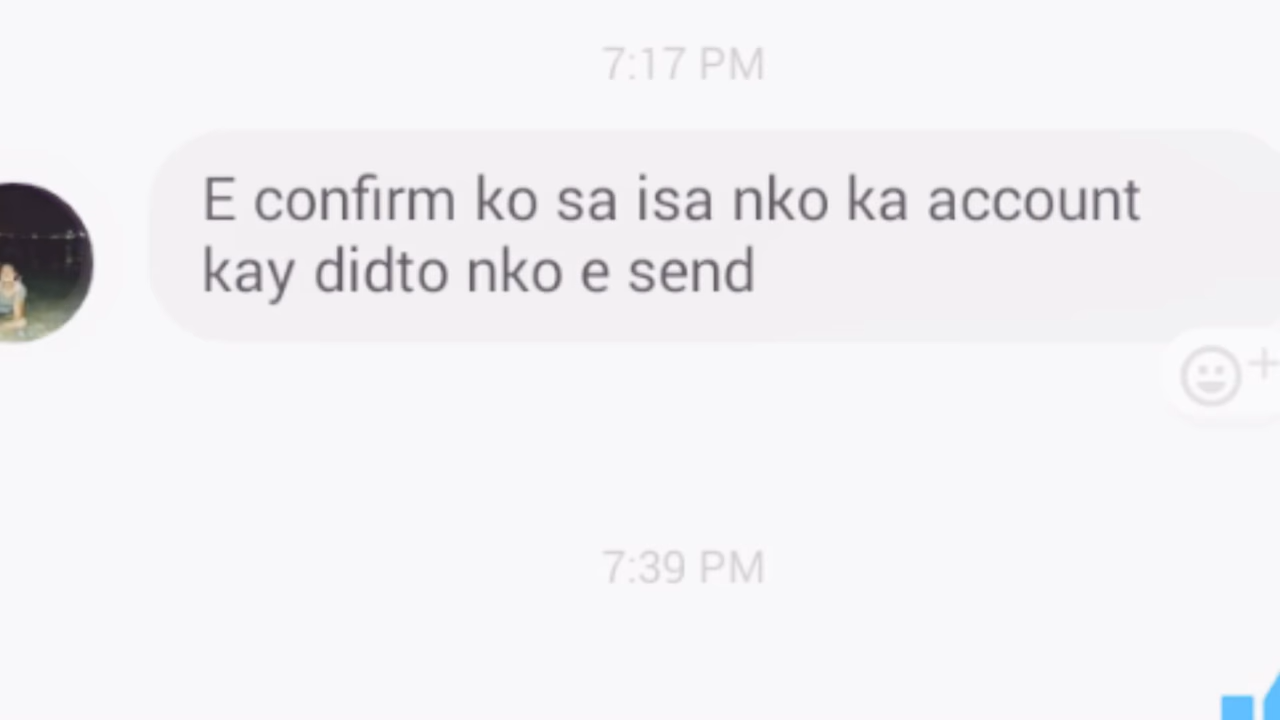 7:17 PM
E confirm ko sa isa nko ka account
kay didto nko e send
7:39 PM